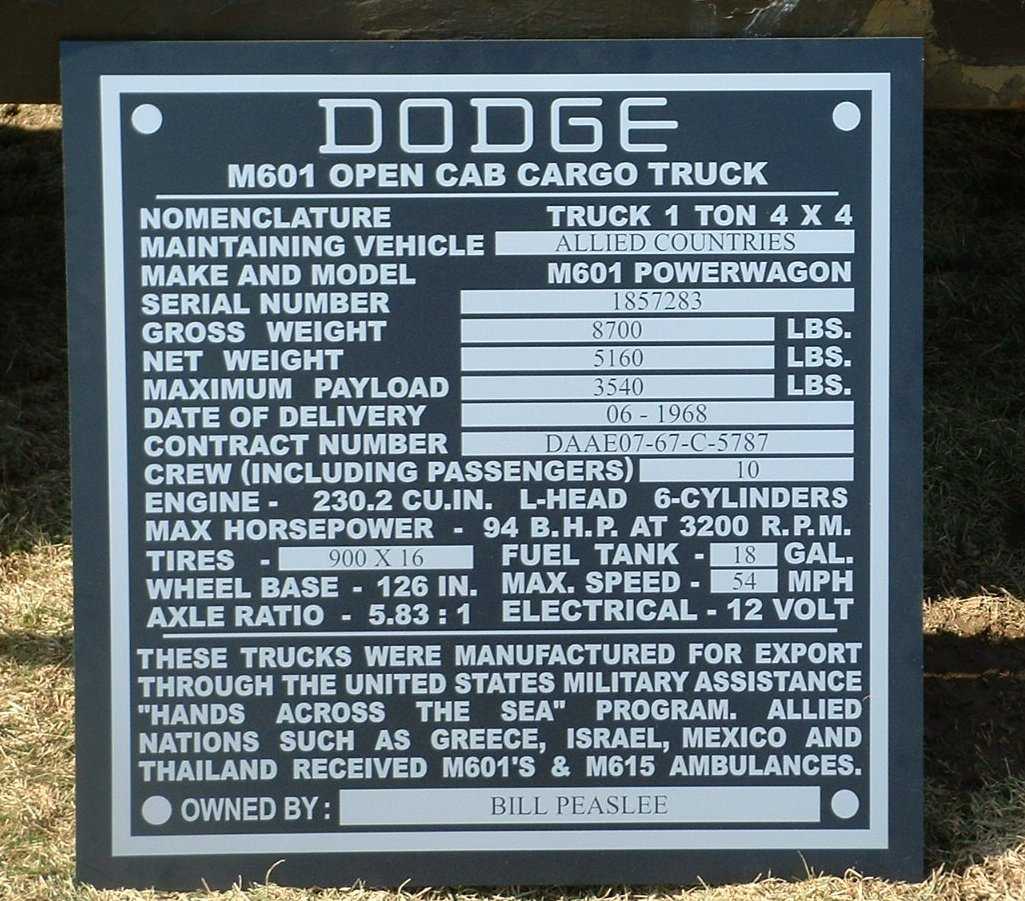 DODGE
M601 OPEN CAB CARGO TRUCK
NOMENCLATURE TRUCK 1 TON 4 X 4
MAINTAINING VEHICLE ALLIED COUNTRIES
MAKE AND MODEL M601 POWERWAGON
SERIAL NUMBER 1857283
GROSS WEIGHT 8700 LBS.
NET WEIGHT 5160 LBS.
MAXIMUM PAYLOAD 3540 LBS.
DATE OF DELIVERY 06 - 1968
CONTRACT NUMBER DAAE07-67-C-5787
CREW (INCLUDING PASSENGERS) 10
ENGINE - 230.2 CU.IN. L-HEAD 6-CYLINDERS
MAX HORSEPOWER - 94 B.H.P. AT 3200 R.P.M.
TIRES - 900 X 16 FUEL TANK - 18 GAL.
WHEEL BASE - 126 IN. MAX. SPEED - 54 MPH
AXLE RATIO - 5.83 : 1 ELECTRICAL - 12 VOLT
THESE TRUCKS WERE MANUFACTURED FOR EXPORT
THROUGH THE UNITED STATES MILITARY ASSISTANCE
"HANDS ACROSS THE SEA" PROGRAM. ALLIED
NATIONS SUCH AS GREECE, ISRAEL, MEXICO AND
THAILAND RECEIVED M601'S & M615 AMBULANCES.
OWNED BY : BILL PEASLEE